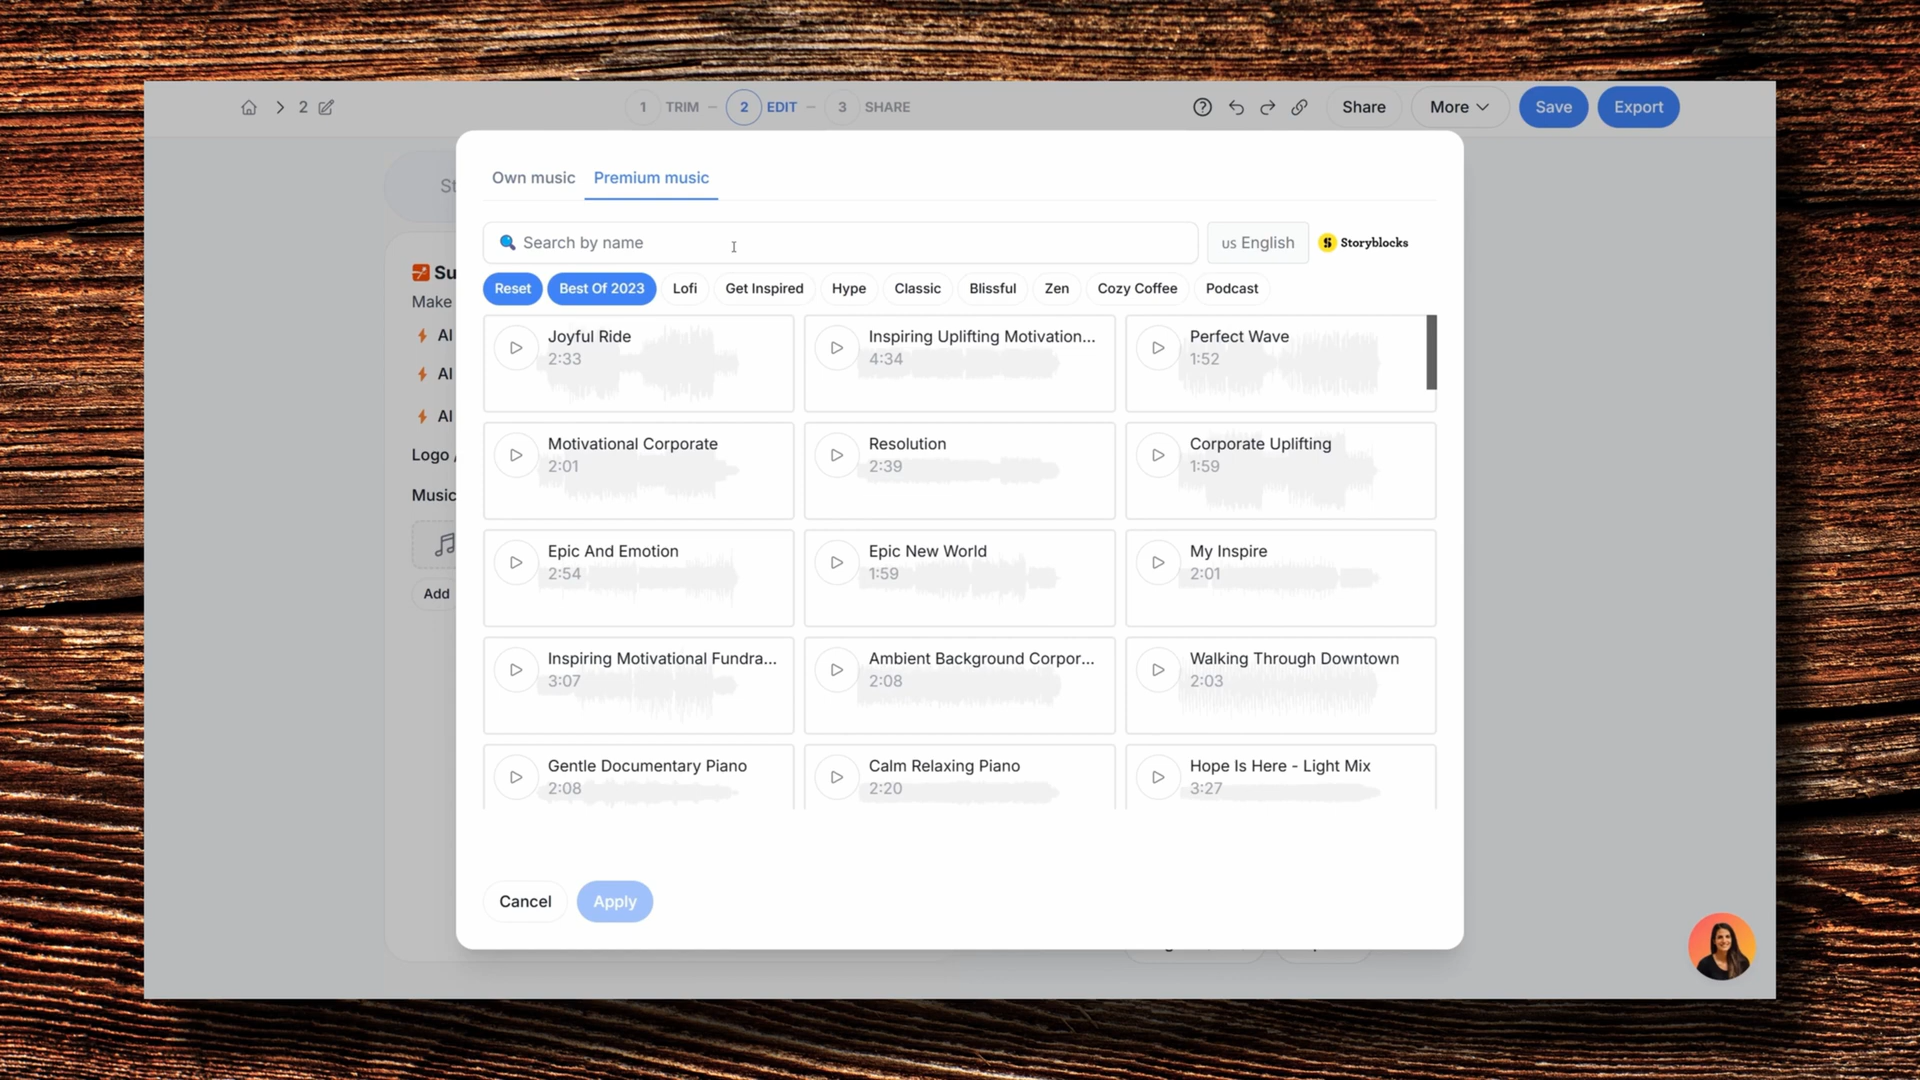 2
1 TRIM
2 EDIT
3 SHARE
Share
More
Save
Export
St
Own music
Premium music
Search by name
us English
Storyblocks
Su
Make
Reset
Best Of 2023
Lofi
Get Inspired
Hype
Classic
Blissful
Zen
Cozy Coffee
Podcast
AI
AI
AI
Logo
Music
Add
Joyful Ride
2:33
Inspiring Uplifting Motivation...
4:34
Perfect Wave
1:52
Motivational Corporate
2:01
Resolution
2:39
Corporate Uplifting
1:59
Epic And Emotion
2:54
Epic New World
1:59
My Inspire
2:01
Inspiring Motivational Fundra...
3:07
Ambient Background Corpor...
2:08
Walking Through Downtown
2:03
Gentle Documentary Piano
2:08
Calm Relaxing Piano
2:20
Hope Is Here - Light Mix
3:27
Cancel
Apply